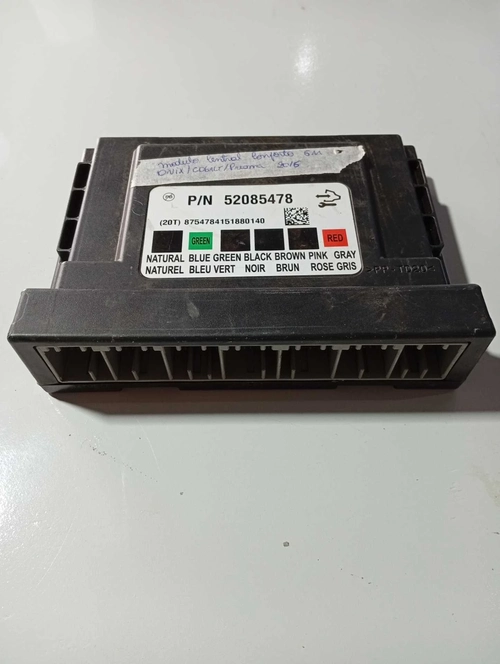 modulo Central Conforto
ONIX/COBALT/Prisma 2016
P/N 52085478
(20T) 8754784151880140
GREEN RED
NATURAL BLUE GREEN BLACK BROWN PINK GRAY
NATUREL BLEU VERT NOIR BRUN ROSE GRIS